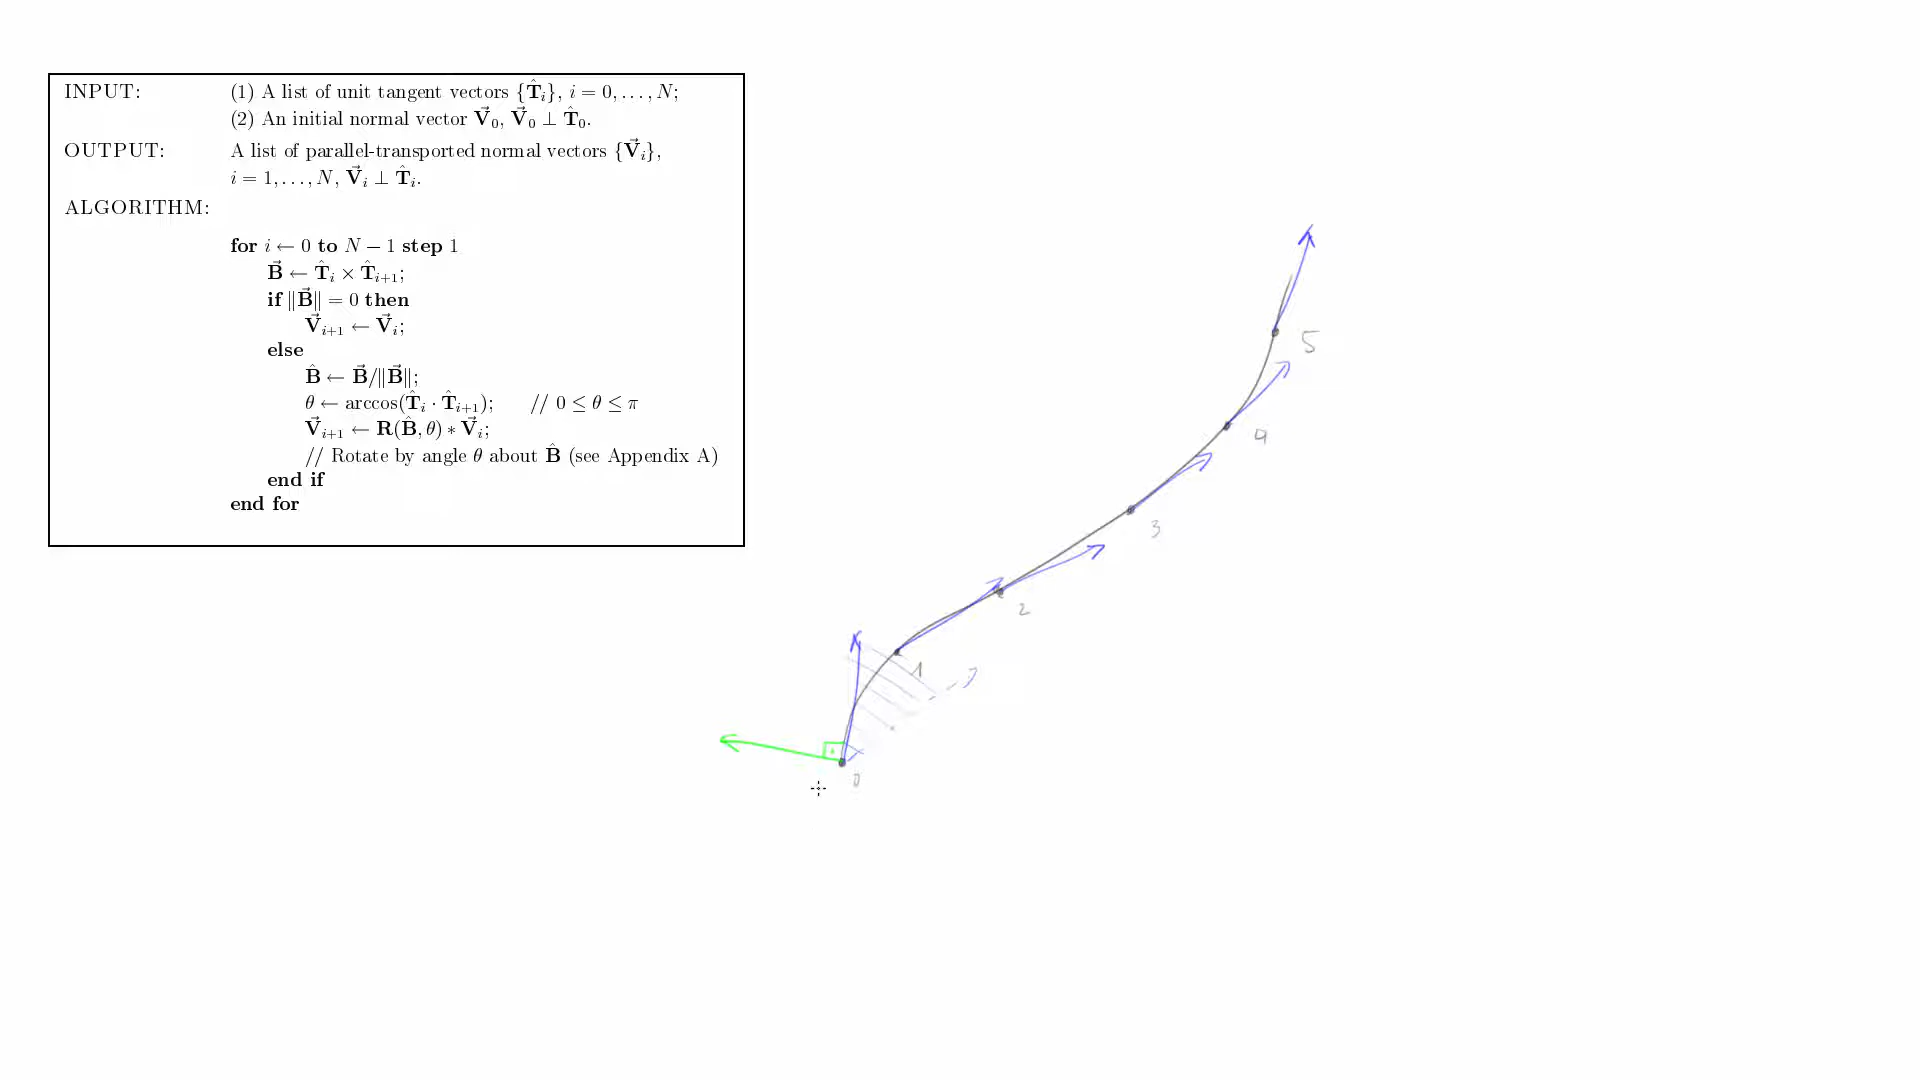 INPUT: (1) A list of unit tangent vectors {T̂ᵢ}, i = 0, . . . , N;
(2) An initial normal vector V⃗₀, V⃗₀ ⊥ T̂₀.
OUTPUT: A list of parallel-transported normal vectors {V⃗ᵢ},
i = 1, . . . , N, V⃗ᵢ ⊥ T̂ᵢ.
ALGORITHM:
for i ← 0 to N − 1 step 1
B⃗ ← T̂ᵢ × T̂ᵢ₊₁;
if ‖B⃗‖ = 0 then
V⃗ᵢ₊₁ ← V⃗ᵢ;
else
B̂ ← B⃗/‖B⃗‖;
θ ← arccos(T̂ᵢ · T̂ᵢ₊₁); // 0 ≤ θ ≤ π
V⃗ᵢ₊₁ ← R(B̂, θ) ∗ V⃗ᵢ;
// Rotate by angle θ about B̂ (see Appendix A)
end if
end for
5
4
3
2
1
0